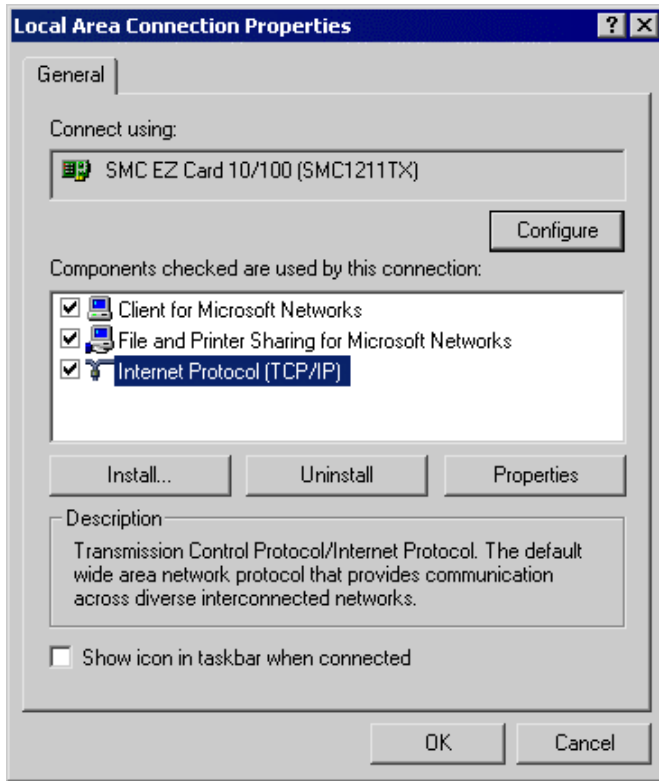 Local Area Connection Properties
General
Connect using:
SMC EZ Card 10/100 (SMC1211TX)
Configure
Components checked are used by this connection:
Client for Microsoft Networks
File and Printer Sharing for Microsoft Networks
Internet Protocol (TCP/IP)
Install... Uninstall Properties
Description
Transmission Control Protocol/Internet Protocol. The default
wide area network protocol that provides communication
across diverse interconnected networks.
Show icon in taskbar when connected
OK Cancel